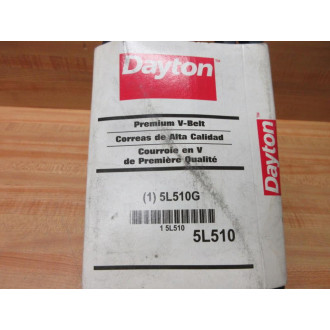 Dayton
Premium V-Belt
Correas de Alta Calidad
Courroie en V
de Première Qualité
(1) 5L510G
1 5L510
5L510
Dayton